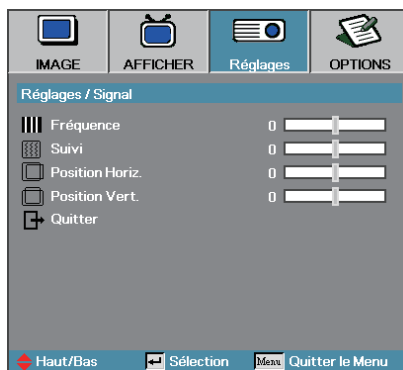 IMAGE AFFICHER Réglages OPTIONS
Réglages / Signal
Fréquence 0
Suivi 0
Position Horiz. 0
Position Vert. 0
Quitter
Haut/Bas Sélection Menu Quitter le Menu